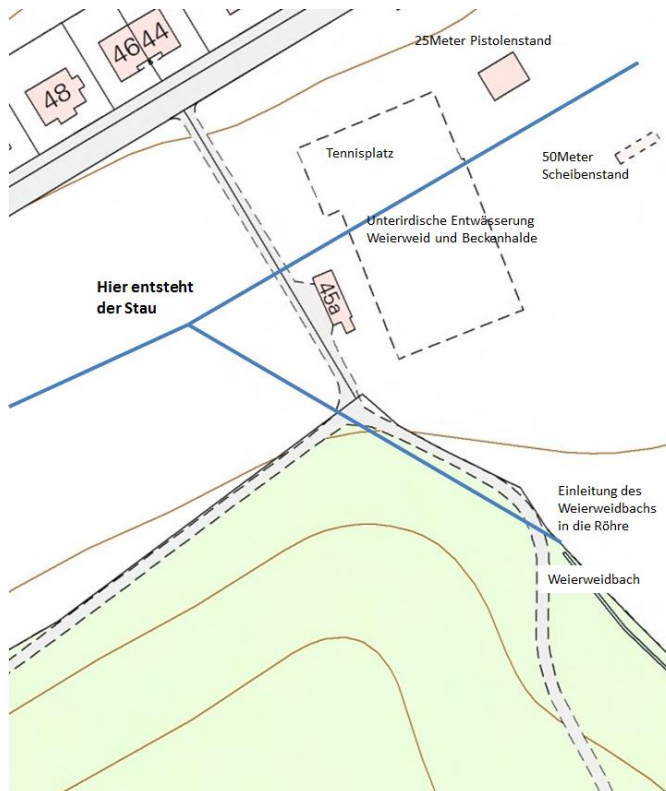 44
46
48
25Meter Pistolenstand
Tennisplatz
50Meter
Scheibenstand
Unterirdische Entwässerung
Weierweid und Beckenhalde
Hier entsteht
der Stau
45a
Einleitung des
Weierweidbachs
in die Röhre
Weierweidbach